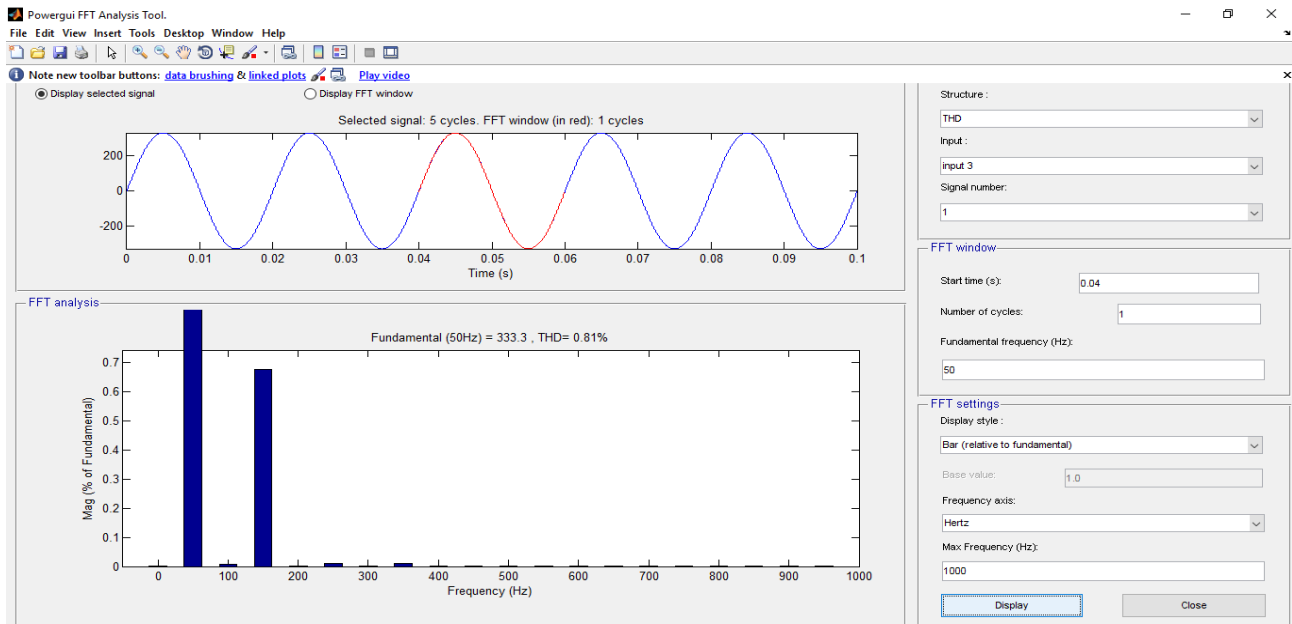 Powergui FFT Analysis Tool.
File Edit View Insert Tools Desktop Window Help
Note new toolbar buttons: data brushing & linked plots Play video
Display selected signal Display FFT window
Selected signal: 5 cycles. FFT window (in red): 1 cycles
200
0
-200
0 0.01 0.02 0.03 0.04 0.05 0.06 0.07 0.08 0.09 0.1
Time (s)
FFT analysis
Fundamental (50Hz) = 333.3 , THD= 0.81%
0.7
0.6
0.5
0.4
0.3
0.2
0.1
0
Mag (% of Fundamental)
0 100 200 300 400 500 600 700 800 900 1000
Frequency (Hz)
Structure :
THD
Input :
input 3
Signal number:
1
FFT window
Start time (s): 0.04
Number of cycles: 1
Fundamental frequency (Hz):
50
FFT settings
Display style :
Bar (relative to fundamental)
Base value: 1.0
Frequency axis:
Hertz
Max Frequency (Hz):
1000
Display Close